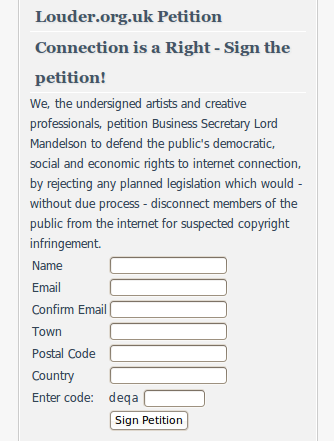 Louder.org.uk Petition
Connection is a Right - Sign the
petition!
We, the undersigned artists and creative
professionals, petition Business Secretary Lord
Mandelson to defend the public's democratic,
social and economic rights to internet connection,
by rejecting any planned legislation which would -
without due process - disconnect members of the
public from the internet for suspected copyright
infringement.
Name
Email
Confirm Email
Town
Postal Code
Country
Enter code: deqa
Sign Petition